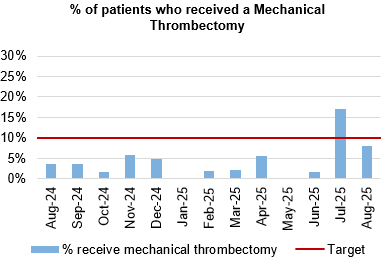 % of patients who received a Mechanical
Thrombectomy
30%
25%
20%
15%
10%
5%
0%
Aug-24
Sep-24
Oct-24
Nov-24
Dec-24
Jan-25
Feb-25
Mar-25
Apr-25
May-25
Jun-25
Jul-25
Aug-25
% receive mechanical thrombectomy
Target